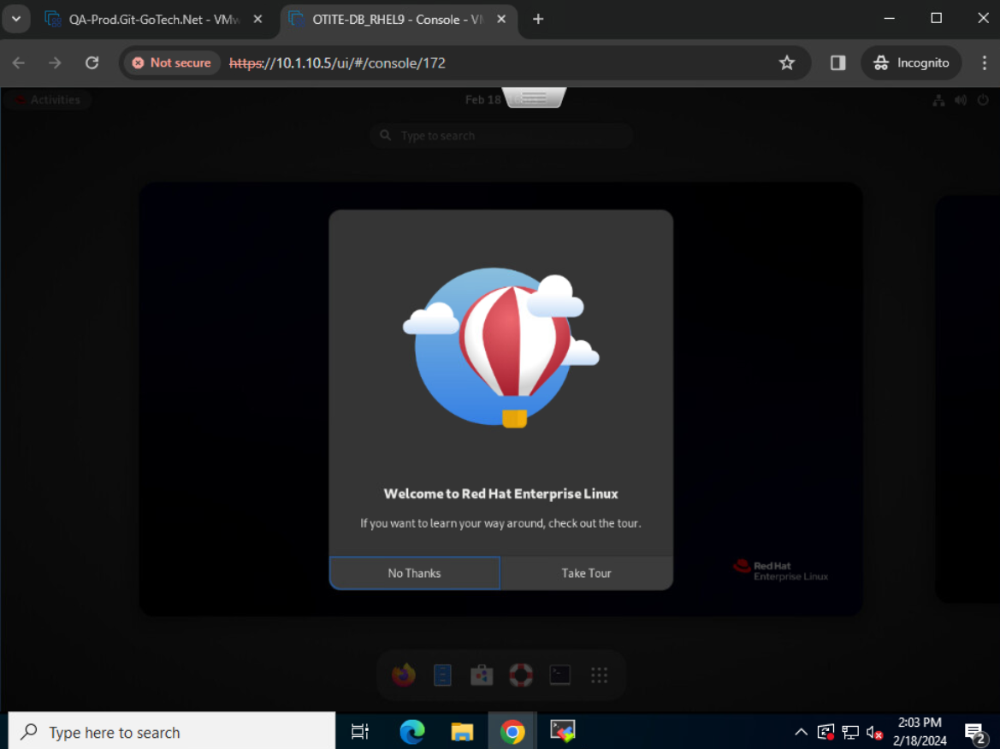 QA-Prod.Git-GoTech.Net - VMw
OTITE-DB_RHEL9 - Console - VM
Not secure
https://10.1.10.5/ui/#/console/172
Incognito
Activities
Feb 18
Type to search
Welcome to Red Hat Enterprise Linux
If you want to learn your way around, check out the tour.
No Thanks
Take Tour
Red Hat
Enterprise Linux
Type here to search
2:03 PM
2/18/2024
2